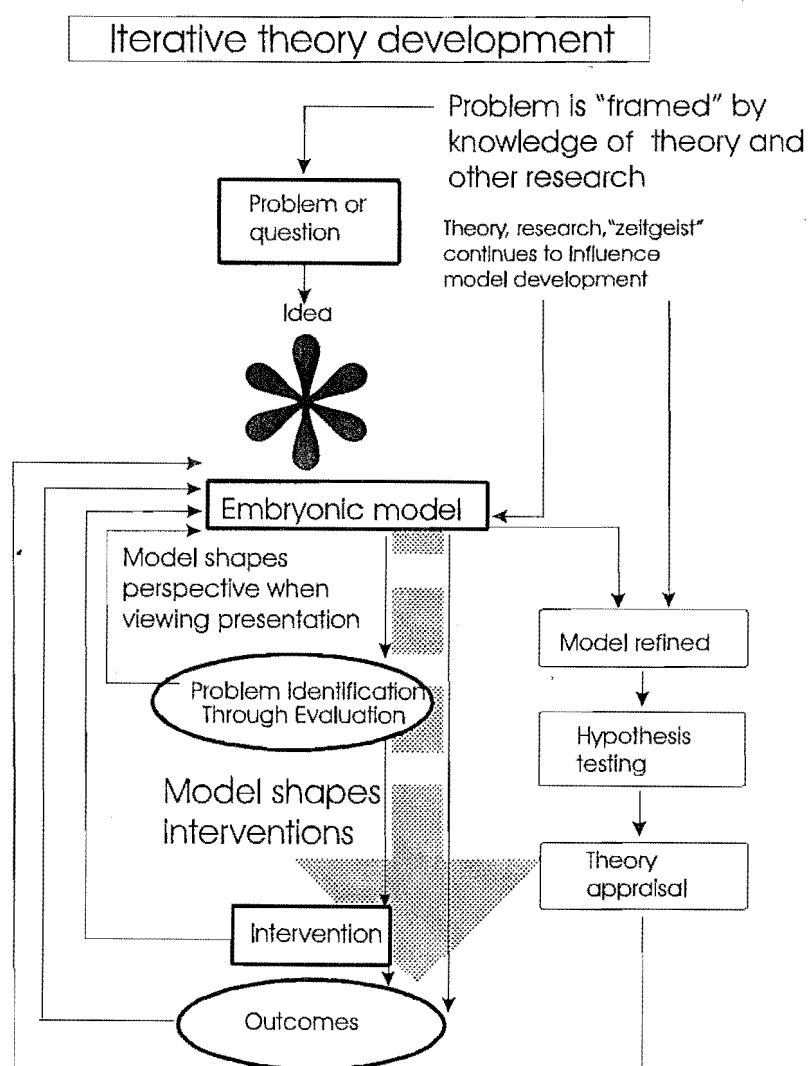 Iterative theory development
Problem is "framed" by
knowledge of theory and
other research
Problem or
question
Theory, research,"zeitgeist"
continues to influence
model development
Idea
Embryonic model
Model shapes
perspective when
viewing presentation
Model refined
Problem Identification
Through Evaluation
Hypothesis
testing
Model shapes
interventions
Theory
appraisal
Intervention
Outcomes